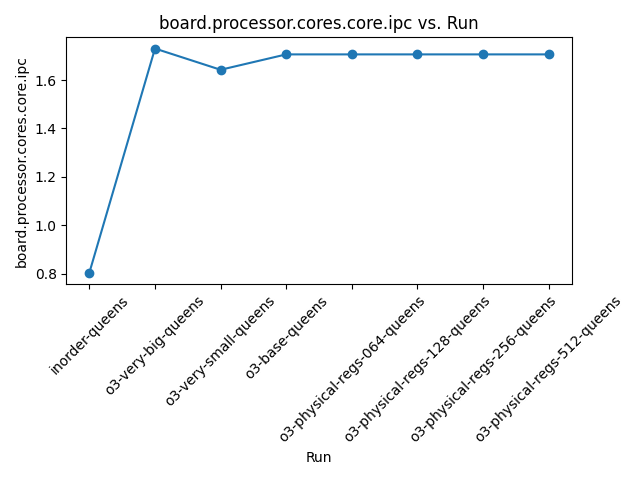 board.processor.cores.core.ipc vs. Run
board.processor.cores.core.ipc
1.6
1.4
1.2
1.0
0.8
inorder-queens
o3-very-big-queens
o3-very-small-queens
o3-base-queens
o3-physical-regs-064-queens
o3-physical-regs-128-queens
o3-physical-regs-256-queens
o3-physical-regs-512-queens
Run